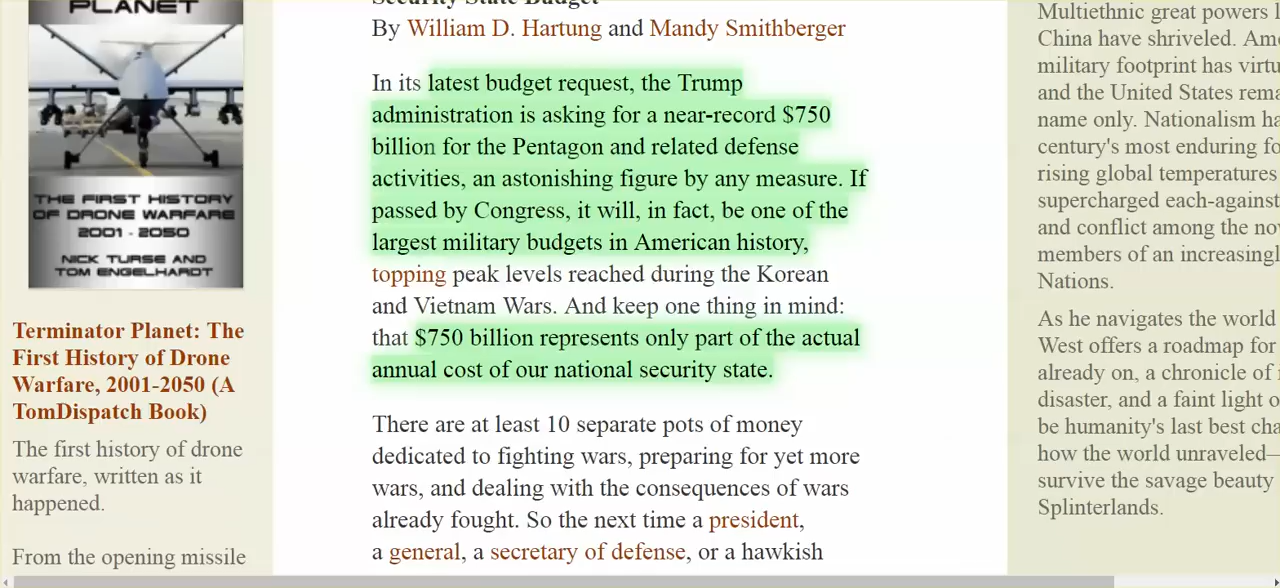 PLANET
THE FIRST HISTORY
OF DRONE WARFARE
2001 - 2050
NICK TURSE AND
TOM ENGELHARDT
Terminator Planet: The
First History of Drone
Warfare, 2001-2050 (A
TomDispatch Book)
The first history of drone
warfare, written as it
happened.
From the opening missile
Security State Budget
By William D. Hartung and Mandy Smithberger
In its latest budget request, the Trump
administration is asking for a near-record $750
billion for the Pentagon and related defense
activities, an astonishing figure by any measure. If
passed by Congress, it will, in fact, be one of the
largest military budgets in American history,
topping peak levels reached during the Korean
and Vietnam Wars. And keep one thing in mind:
that $750 billion represents only part of the actual
annual cost of our national security state.
There are at least 10 separate pots of money
dedicated to fighting wars, preparing for yet more
wars, and dealing with the consequences of wars
already fought. So the next time a president,
a general, a secretary of defense, or a hawkish
Multiethnic great powers
China have shriveled.
military footprint has
and the United States
name only. Nationalism
century's most enduring
rising global temperatures
supercharged each-against
and conflict among the
members of an
Nations.
As he navigates the world
West offers a roadmap for
already on, a chronicle of
disaster, and a faint light
be humanity's last best
how the world unraveled—
survive the savage beauty
Splinterlands.